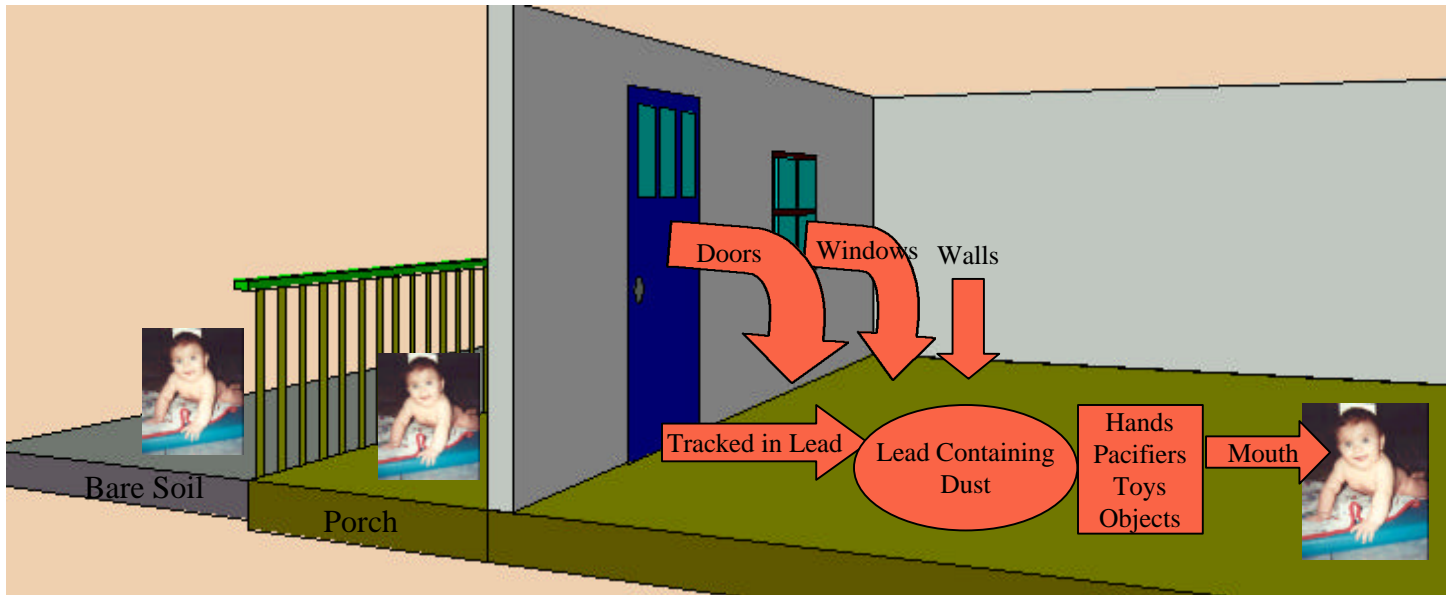 Doors
Windows
Walls
Tracked in Lead
Lead Containing
Dust
Hands
Pacifiers
Toys
Objects
Mouth
Bare Soil
Porch